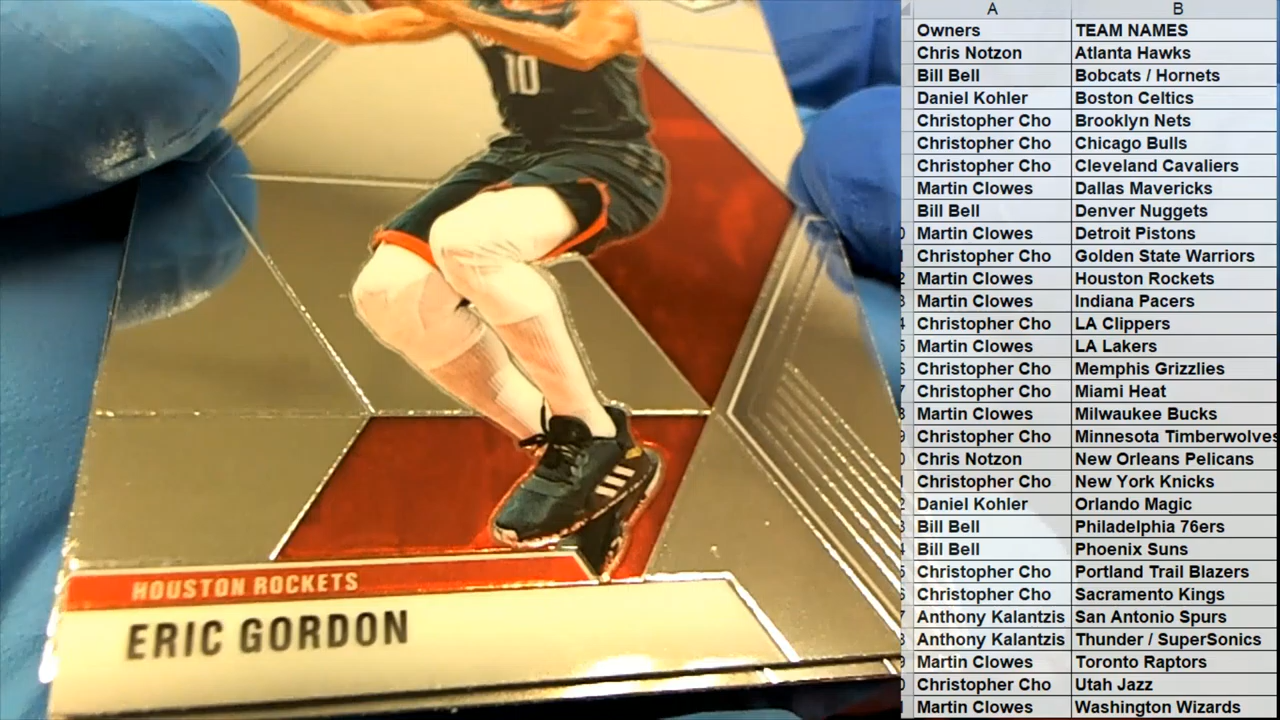 10
HOUSTON ROCKETS
ERIC GORDON
A B
Owners TEAM NAMES
Chris Notzon Atlanta Hawks
Bill Bell Bobcats / Hornets
Daniel Kohler Boston Celtics
Christopher Cho Brooklyn Nets
Christopher Cho Chicago Bulls
Christopher Cho Cleveland Cavaliers
Martin Clowes Dallas Mavericks
Bill Bell Denver Nuggets
Martin Clowes Detroit Pistons
Christopher Cho Golden State Warriors
Martin Clowes Houston Rockets
Martin Clowes Indiana Pacers
Christopher Cho LA Clippers
Martin Clowes LA Lakers
Christopher Cho Memphis Grizzlies
Christopher Cho Miami Heat
Martin Clowes Milwaukee Bucks
Christopher Cho Minnesota Timberwolves
Chris Notzon New Orleans Pelicans
Christopher Cho New York Knicks
Daniel Kohler Orlando Magic
Bill Bell Philadelphia 76ers
Bill Bell Phoenix Suns
Christopher Cho Portland Trail Blazers
Christopher Cho Sacramento Kings
Anthony Kalantzis San Antonio Spurs
Anthony Kalantzis Thunder / SuperSonics
Martin Clowes Toronto Raptors
Christopher Cho Utah Jazz
Martin Clowes Washington Wizards